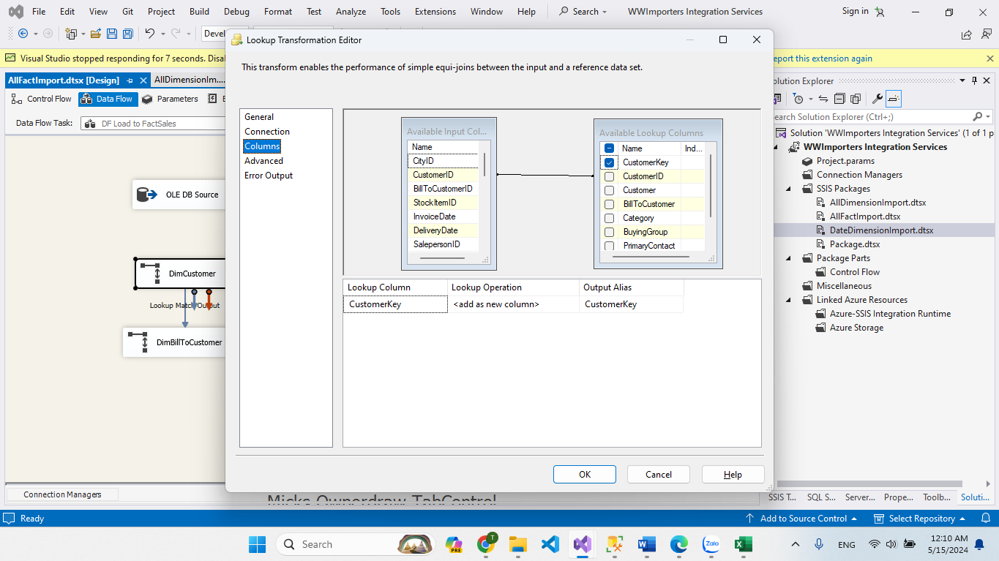 File Edit View Git Project Build Debug Format Test Analyze Tools Extensions Window Help Search WWImporters Integration Services Sign in
Visual Studio stopped responding for 7 seconds.
eport this extension again
AllFactImport.dtsx [Design] AllDimensionIm...
Control Flow Data Flow Parameters
Data Flow Task: DF Load to FactSales
OLE DB Source
DimCustomer
Lookup Match Output
DimBillToCustomer
Connection Managers
Lookup Transformation Editor
This transform enables the performance of simple equi-joins between the input and a reference data set.
General
Connection
Columns
Advanced
Error Output
Available Input Col...
Name
CityID
CustomerID
BillToCustomerID
StockItemID
InvoiceDate
DeliveryDate
SalepersonID
Available Lookup Columns
Name Ind...
CustomerKey
CustomerID
Customer
BillToCustomer
Category
BuyingGroup
PrimaryContact
Lookup Column Lookup Operation Output Alias
CustomerKey <add as new column> CustomerKey
OK Cancel Help
Micks Ownerdraw TabControl
olution Explorer
earch Solution Explorer (Ctrl+;)
Solution 'WWImporters Integration Services' (1 of 1 p
WWImporters Integration Services
Project.params
Connection Managers
SSIS Packages
AllDimensionImport.dtsx
AllFactImport.dtsx
DateDimensionImport.dtsx
Package.dtsx
Package Parts
Control Flow
Miscellaneous
Linked Azure Resources
Azure-SSIS Integration Runtime
Azure Storage
SSIS T... SQL S... Server... Prope... Toolb... Soluti...
Ready Add to Source Control Select Repository
Search PRE T Zalo ENG 12:10 AM
5/15/2024